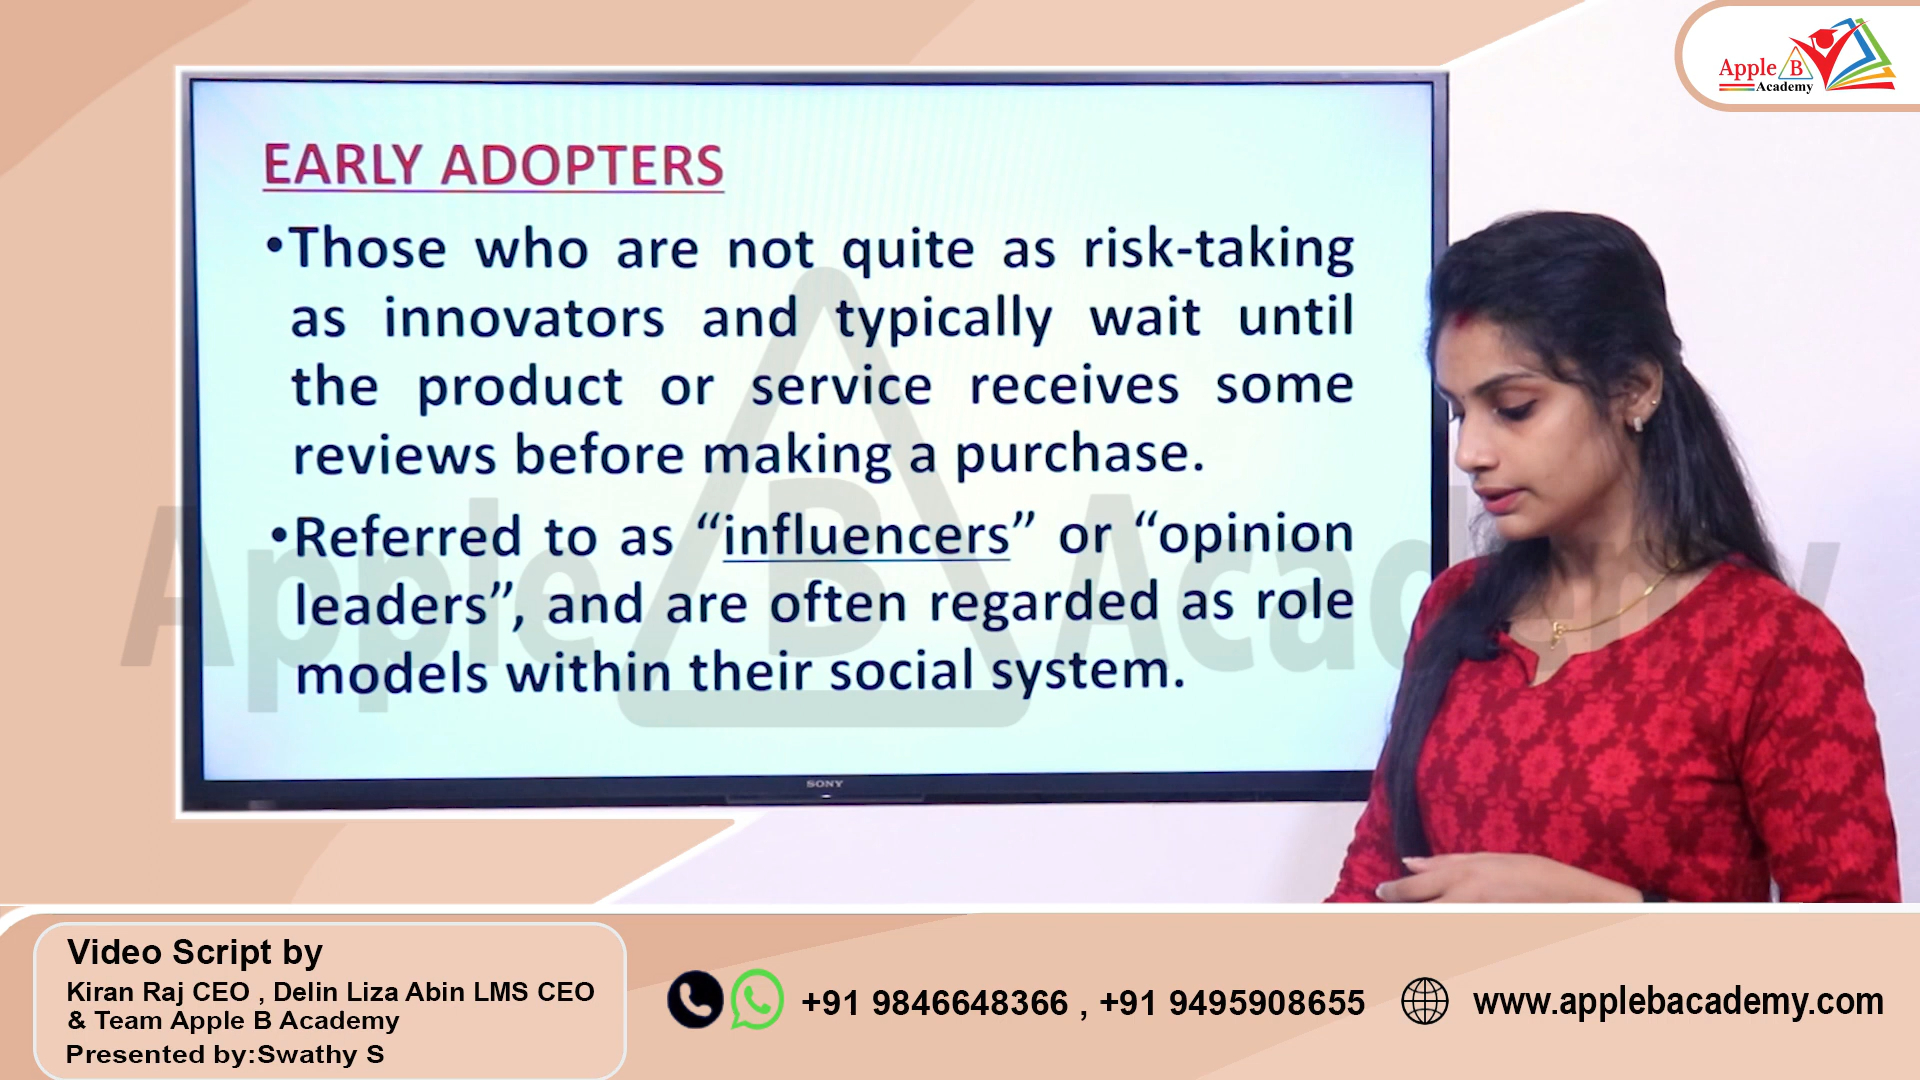 Apple B
Academy
EARLY ADOPTERS
•Those who are not quite as risk-taking
as innovators and typically wait until
the product or service receives some
reviews before making a purchase.
•Referred to as “influencers” or “opinion
leaders”, and are often regarded as role
models within their social system.
Apple B Academy
SONY
Video Script by
Kiran Raj CEO , Delin Liza Abin LMS CEO
& Team Apple B Academy
Presented by:Swathy S
+91 9846648366 , +91 9495908655
www.applebacademy.com